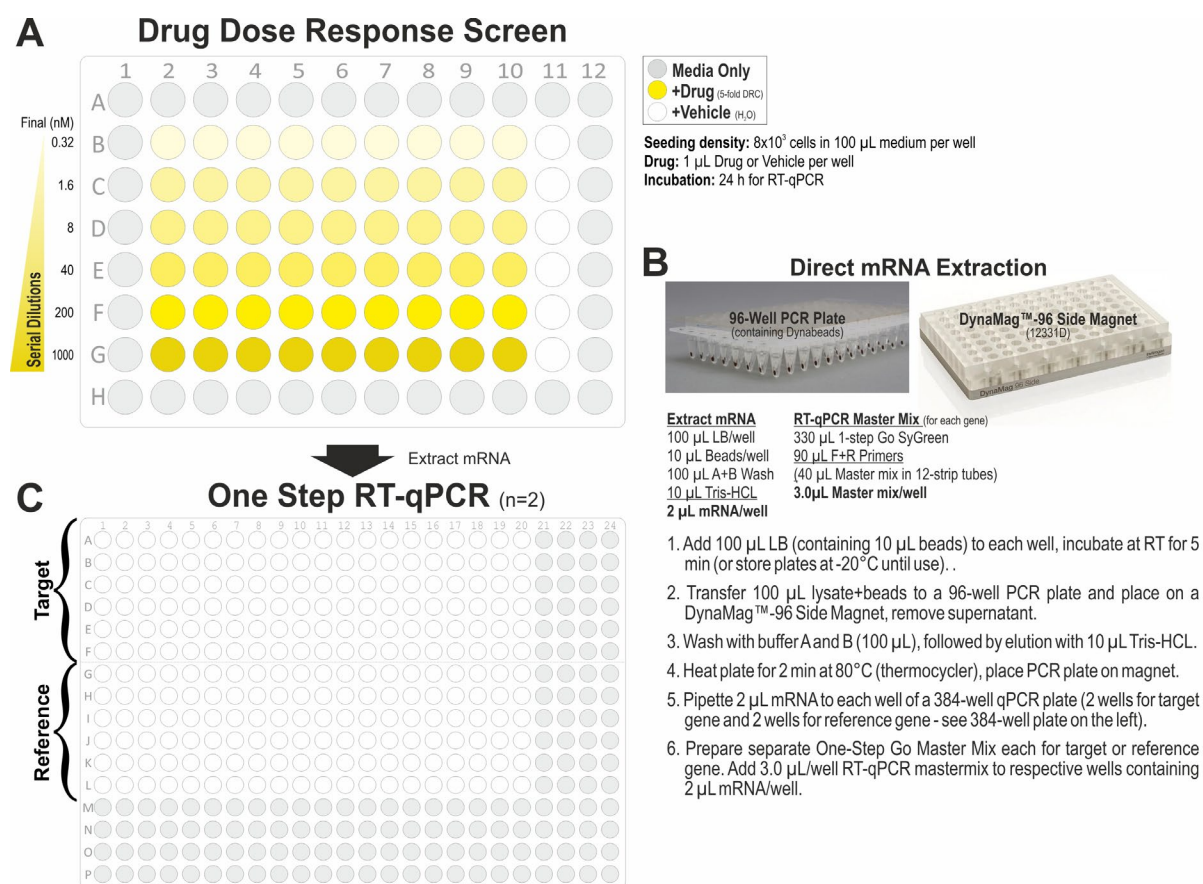 A
Drug Dose Response Screen
1 2 3 4 5 6 7 8 9 10 11 12
A
B
C
D
E
F
G
H
Final (nM)
0.32
1.6
8
40
200
1000
Serial Dilutions
Media Only
+Drug (5-fold DRC)
+Vehicle (H₂O)
Seeding density: 8x10³ cells in 100 µL medium per well
Drug: 1 µL Drug or Vehicle per well
Incubation: 24 h for RT-qPCR
B
Direct mRNA Extraction
96-Well PCR Plate
(containing Dynabeads)
DynaMag™-96 Side Magnet
(12331D)
DynaMag 96 Side
Extract mRNA
100 µL LB/well
10 µL Beads/well
100 µL A+B Wash
10 µL Tris-HCL
2 µL mRNA/well
RT-qPCR Master Mix (for each gene)
330 µL 1-step Go SyGreen
90 µL F+R Primers
(40 µL Master mix in 12-strip tubes)
3.0µL Master mix/well
1. Add 100 µL LB (containing 10 µL beads) to each well, incubate at RT for 5
min (or store plates at -20°C until use). .
2. Transfer 100 µL lysate+beads to a 96-well PCR plate and place on a
DynaMag™-96 Side Magnet, remove supernatant.
3. Wash with buffer A and B (100 µL), followed by elution with 10 µL Tris-HCL.
4. Heat plate for 2 min at 80°C (thermocycler), place PCR plate on magnet.
5. Pipette 2 µL mRNA to each well of a 384-well qPCR plate (2 wells for target
gene and 2 wells for reference gene - see 384-well plate on the left).
6. Prepare separate One-Step Go Master Mix each for target or reference
gene. Add 3.0 µL/well RT-qPCR mastermix to respective wells containing
2 µL mRNA/well.
Extract mRNA
C
One Step RT-qPCR (n=2)
1 2 3 4 5 6 7 8 9 10 11 12 13 14 15 16 17 18 19 20 21 22 23 24
Target
Reference
A
B
C
D
E
F
G
H
I
J
K
L
M
N
O
P